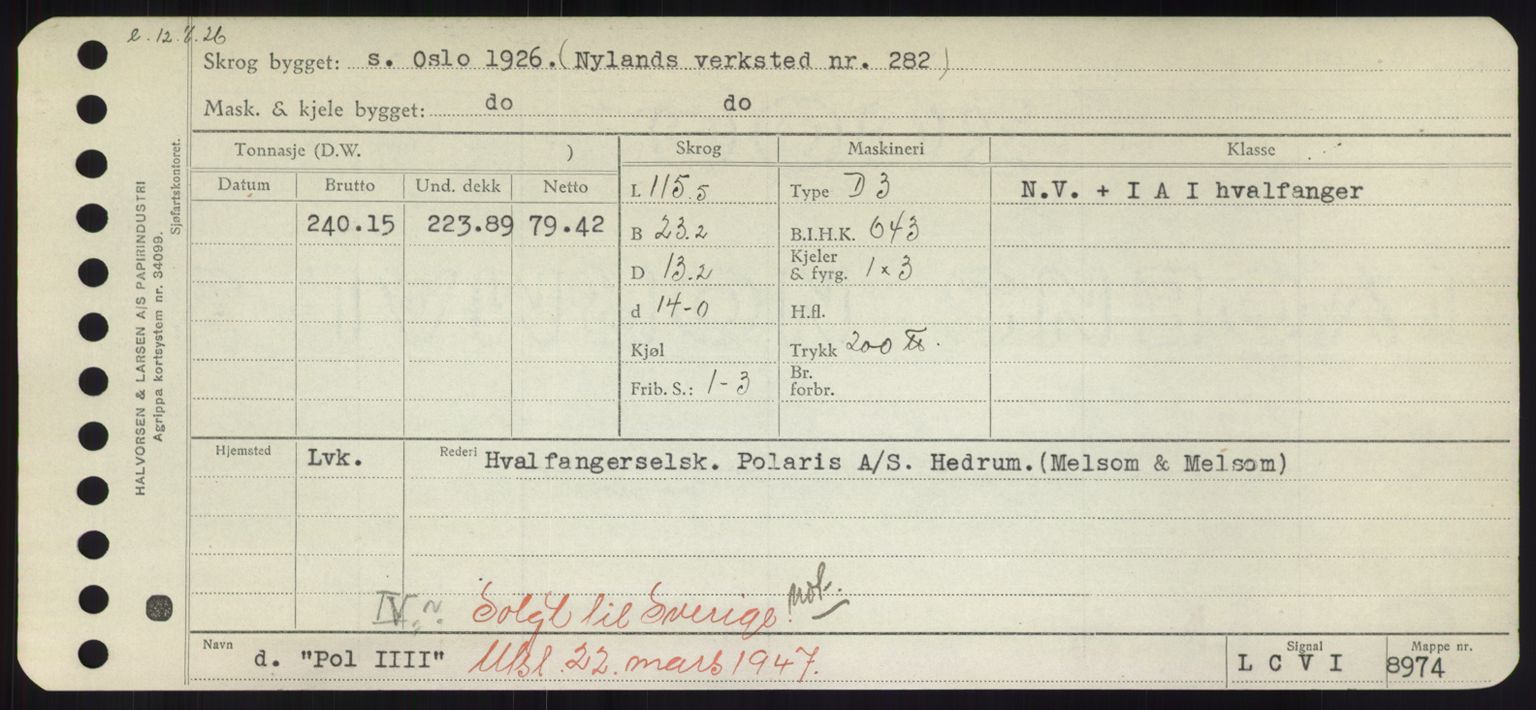 e. 12.4.26
Skrog bygget: s. Oslo 1926. (Nylands verksted nr. 282)
Mask. & kjele bygget: do do
HALVORSEN & LARSEN A/S PAPIRINDUSTRI
Agrippa kortsystem nr. 34099.
Sjøfartskontoret.
Tonnasje (D.W. ) Skrog Maskineri Klasse
Datum Brutto Und. dekk Netto L 115.5 Type D 3 N.V. + I A I hvalfanger
240.15 223.89 79.42 B 23.2 B.I.H.K. 643
D 13.2 Kjeler & fyrg. 1 x 3
d 14-0 H.fl.
Kjøl Trykk 200 ℔.
Frib. S.: 1-3 Br. forbr.
Hjemsted Lvk. Rederi Hvalfangerselsk. Polaris A/S. Hedrum. (Melsom & Melsom)
IV. Solgt til Sverige. not.
Navn d. "Pol IIII" Utsl. 22. mars 1947. Signal L C V I Mappe nr. 8974